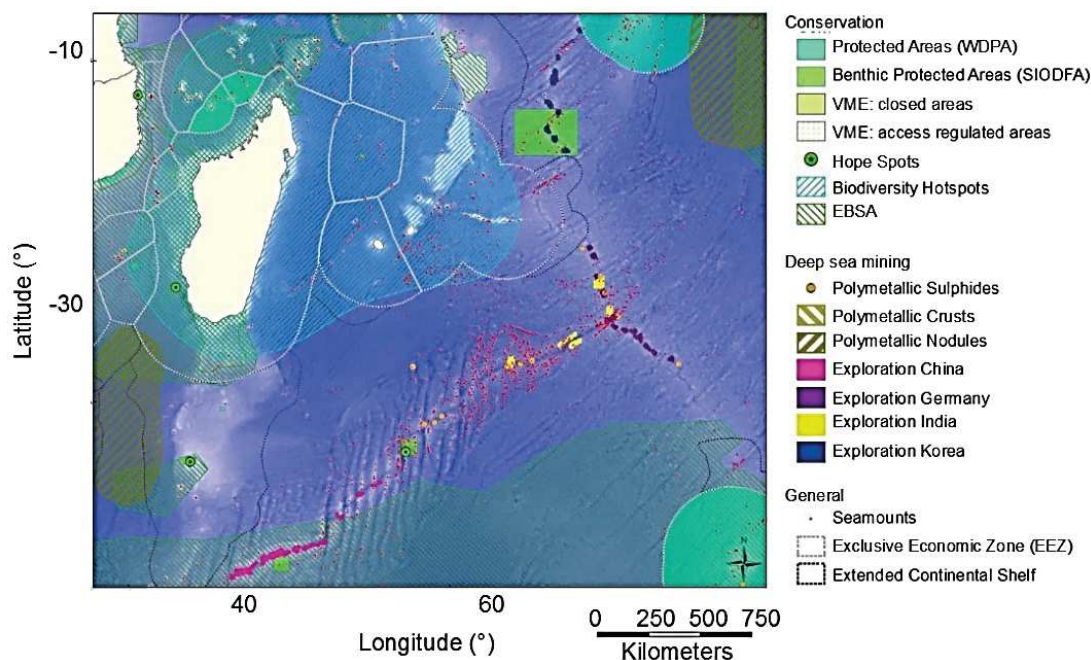 -10
-30
Latitude (°)
40
60
Longitude (°)
N
0 250 500 750
Kilometers
Conservation
Protected Areas (WDPA)
Benthic Protected Areas (SIODFA)
VME: closed areas
VME: access regulated areas
Hope Spots
Biodiversity Hotspots
EBSA
Deep sea mining
Polymetallic Sulphides
Polymetallic Crusts
Polymetallic Nodules
Exploration China
Exploration Germany
Exploration India
Exploration Korea
General
Seamounts
Exclusive Economic Zone (EEZ)
Extended Continental Shelf